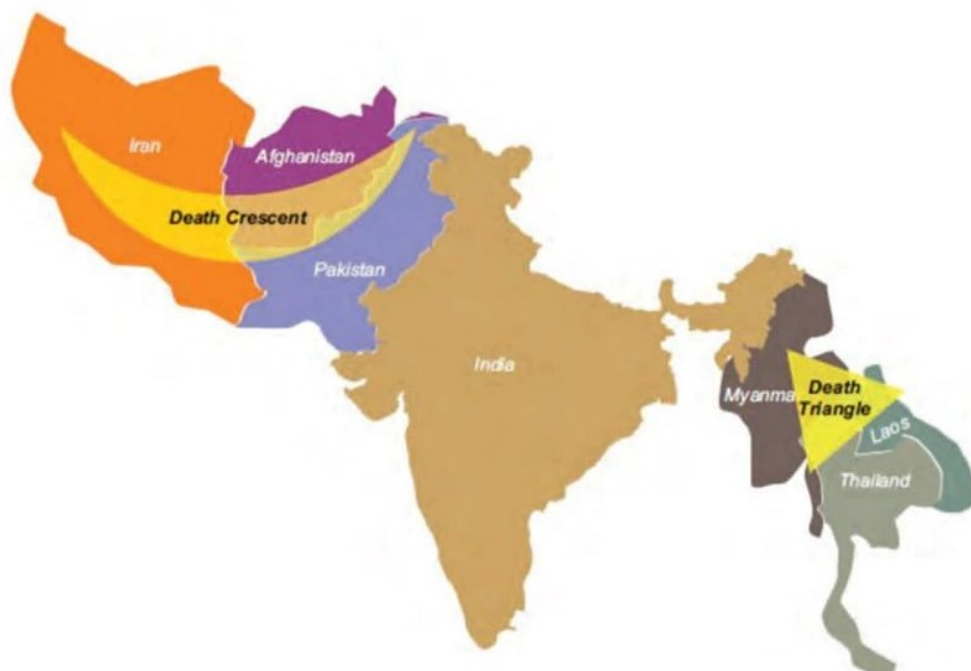 Iran
Afghanistan
Death Crescent
Pakistan
India
Myanma
Death
Triangle
Laos
Thailand